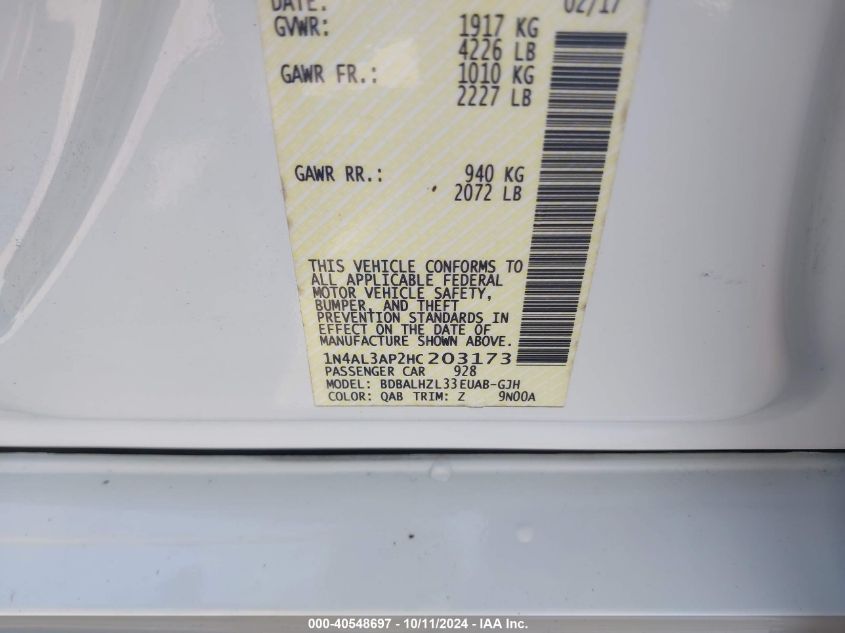 DATE: 02/17
GVWR: 1917 KG
4226 LB
GAWR FR.: 1010 KG
2227 LB
GAWR RR.: 940 KG
2072 LB
THIS VEHICLE CONFORMS TO
ALL APPLICABLE FEDERAL
MOTOR VEHICLE SAFETY,
BUMPER, AND THEFT
PREVENTION STANDARDS IN
EFFECT ON THE DATE OF
MANUFACTURE SHOWN ABOVE.
1N4AL3AP2HC203173
PASSENGER CAR 928
MODEL: BDBALHZL33EUAB-GJH
COLOR: QAB TRIM: Z 9N00A
000-40548697 - 10/11/2024 - IAA Inc.